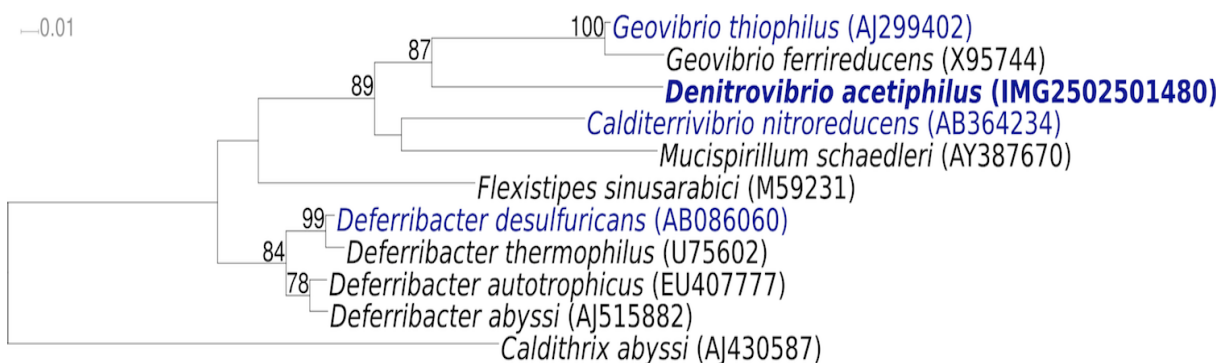 0.01
100 Geovibrio thiophilus (AJ299402)
87
Geovibrio ferrireducens (X95744)
89
Denitrovibrio acetiphilus (IMG2502501480)
Calditerrivibrio nitroreducens (AB364234)
Mucispirillum schaedleri (AY387670)
Flexistipes sinusarabici (M59231)
99 Deferribacter desulfuricans (AB086060)
84
Deferribacter thermophilus (U75602)
78 Deferribacter autotrophicus (EU407777)
Deferribacter abyssi (AJ515882)
Caldithrix abyssi (AJ430587)